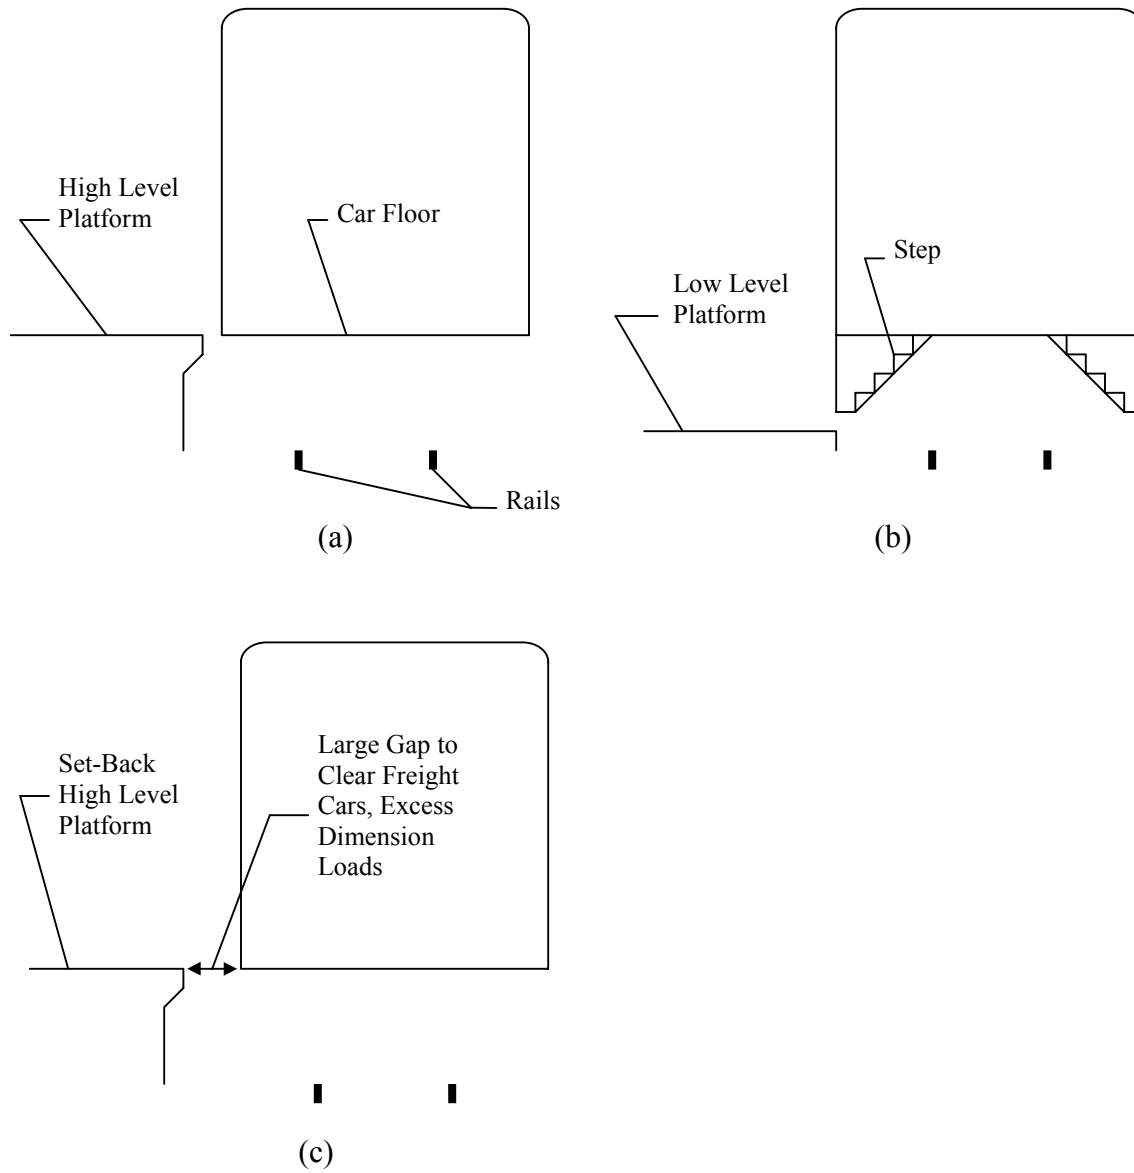 High Level
Platform
Car Floor
Rails
(a)
Step
Low Level
Platform
(b)
Set-Back
High Level
Platform
Large Gap to
Clear Freight
Cars, Excess
Dimension
Loads
(c)